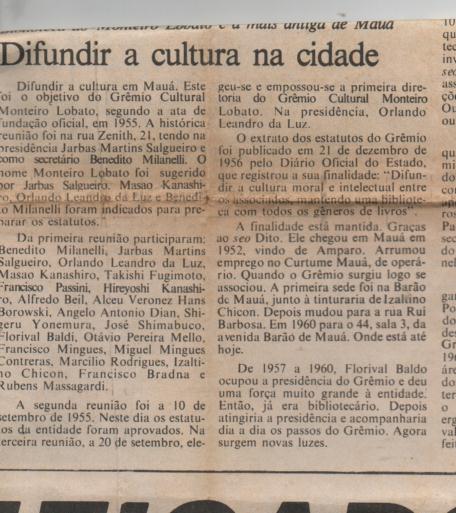 Monteiro Lobato é a mais antiga de Mauá
Difundir a cultura na cidade
Difundir a cultura em Mauá. Este
foi o objetivo do Grêmio Cultural
Monteiro Lobato, segundo a ata de
fundação oficial, em 1955. A histórica
reunião foi na rua Zenith, 21, tendo na
presidência Jarbas Martins Salgueiro e
como secretário Benedito Milanelli. O
nome Monteiro Lobato foi sugerido
por Jarbas Salgueiro. Masao Kanashi-
ro, Orlando Leandro da Luz e Benedi-
to Milanelli foram indicados para pre-
parar os estatutos.
Da primeira reunião participaram:
Benedito Milanelli, Jarbas Martins
Salgueiro, Orlando Leandro da Luz,
Masao Kanashiro, Takishi Fugimoto,
Francisco Passini, Hireyoshi Kanashi-
ro, Alfredo Beil, Alceu Veronez Hans
Borowski, Angelo Antonio Dian, Shi-
geru Yonemura, José Shimabuco,
Florival Baldi, Otávio Pereira Mello,
Francisco Mingues, Miguel Mingues
Contreras, Marcílio Rodrigues, Izalti-
no Chicon, Francisco Bradna e
Rubens Massagardi.
A segunda reunião foi a 10 de
setembro de 1955. Neste dia os estatu-
tos da entidade foram aprovados. Na
terceira reunião, a 20 de setembro, ele-
geu-se e empossou-se a primeira dire-
toria do Grêmio Cultural Monteiro
Lobato. Na presidência, Orlando
Leandro da Luz.
O extrato dos estatutos do Grêmio
foi publicado em 21 de dezembro de
1956 pelo Diário Oficial do Estado,
que registrou a sua finalidade: "Difun-
dir a cultura moral e intelectual entre
os associados, mantendo uma bibliote-
ca com todos os gêneros de livros".
A finalidade está mantida. Graças
ao seo Dito. Ele chegou em Mauá em
1952, vindo de Amparo. Arrumou
emprego no Curtume Mauá, de operá-
rio. Quando o Grêmio surgiu logo se
associou. A primeira sede foi na Barão
de Mauá, junto à tinturaria de Izaltino
Chicon. Depois mudou para a rua Rui
Barbosa. Em 1960 para o 44, sala 3, da
avenida Barão de Mauá. Onde está até
hoje.
De 1957 a 1960, Florival Baldo
ocupou a presidência do Grêmio e deu
uma força muito grande à entidade.
Então, já era bibliotecário. Depois
atingiria a presidência e acompanharia
dia a dia os passos do Grêmio. Agora
surgem novas luzes.